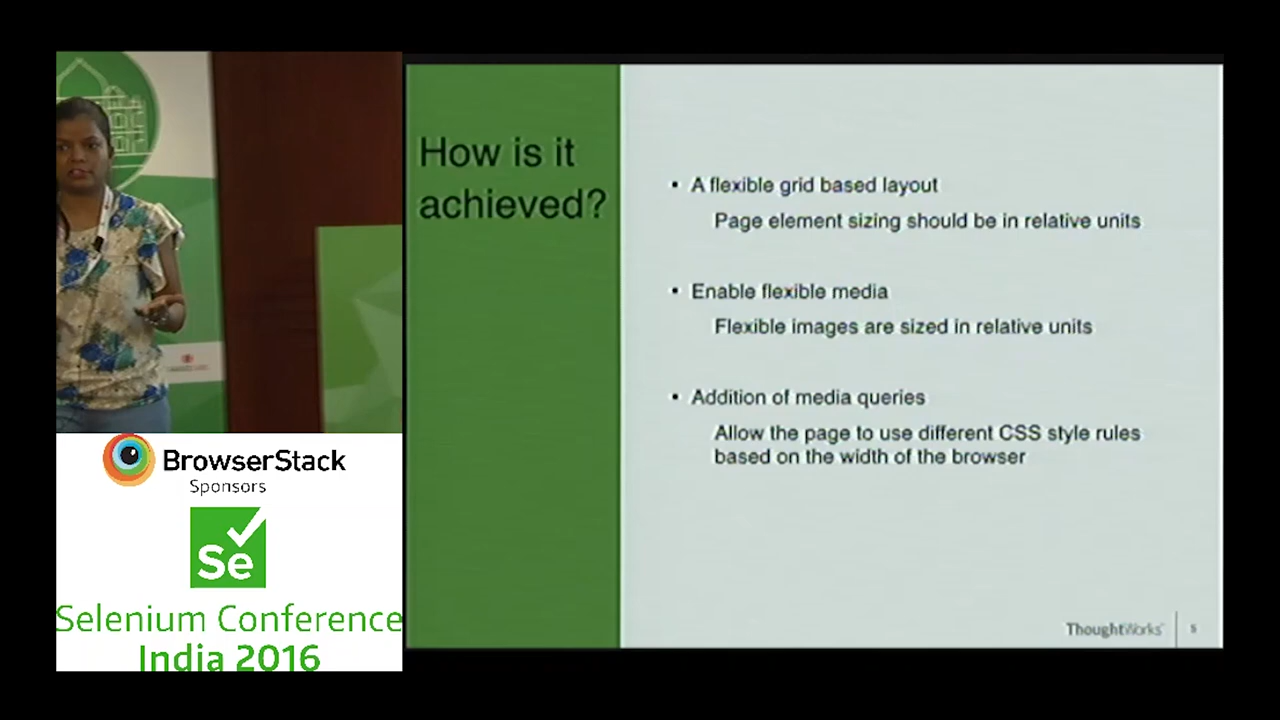 How is it
achieved?
• A flexible grid based layout
Page element sizing should be in relative units
• Enable flexible media
Flexible images are sized in relative units
• Addition of media queries
Allow the page to use different CSS style rules
based on the width of the browser
ThoughtWorks
5
BrowserStack
Sponsors
Se
Selenium Conference
India 2016